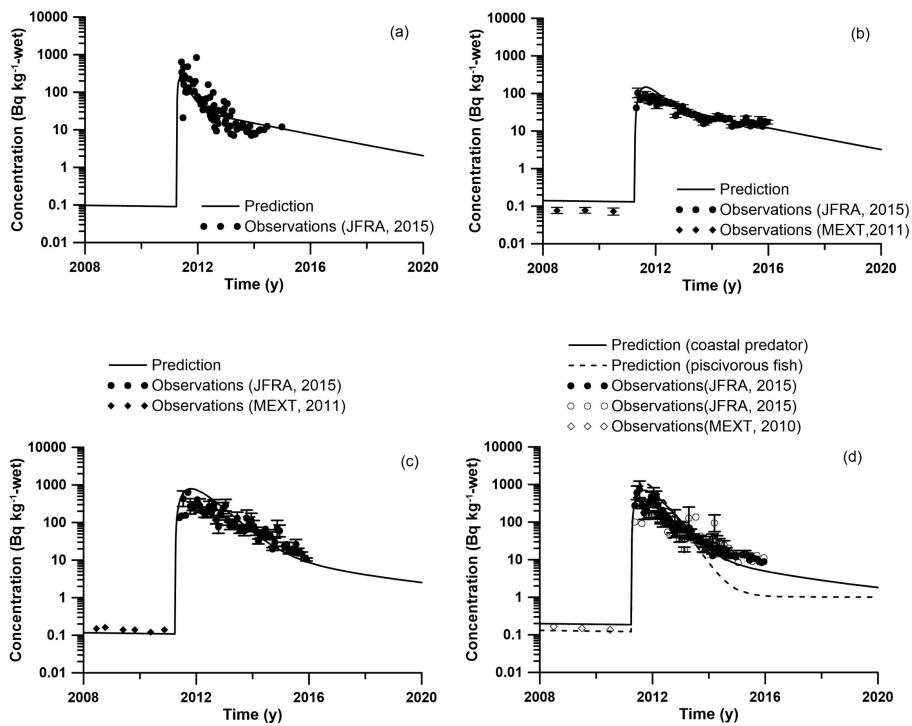 (a)
10000
1000
100
10
1
0.1
0.01
Concentration (Bq kg⁻¹-wet)
Prediction
Observations (JFRA, 2015)
2008 2012 2016 2020
Time (y)
(b)
10000
1000
100
10
1
0.1
0.01
Concentration (Bq kg⁻¹-wet)
Prediction
Observations (JFRA, 2015)
Observations (MEXT,2011)
2008 2012 2016 2020
Time (y)
Prediction
Observations (JFRA, 2015)
Observations (MEXT, 2011)
(c)
10000
1000
100
10
1
0.1
0.01
Concentration (Bq kg⁻¹-wet)
2008 2012 2016 2020
Time (y)
Prediction (coastal predator)
Prediction (piscivorous fish)
Observations(JFRA, 2015)
Observations(JFRA, 2015)
Observations(MEXT, 2010)
(d)
10000
1000
100
10
1
0.1
0.01
Concentration (Bq kg⁻¹-wet)
2008 2012 2016 2020
Time (y)